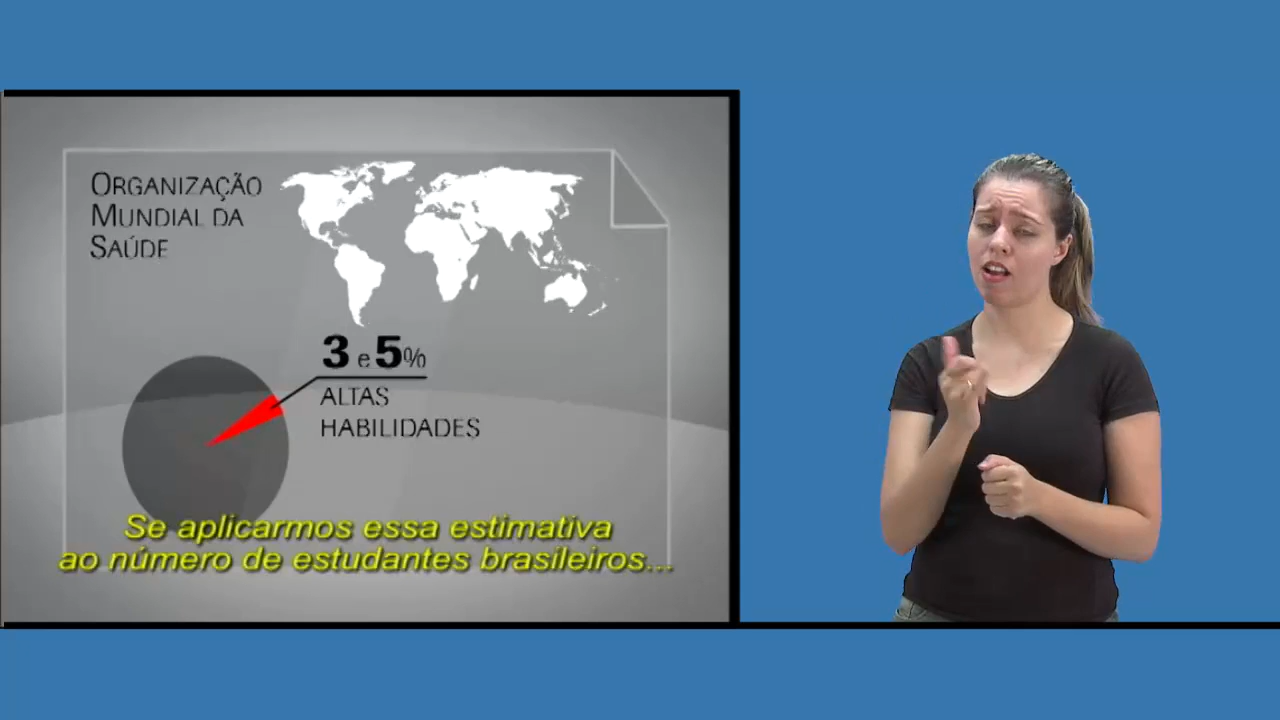 ORGANIZAÇÃO
MUNDIAL DA
SAÚDE
3 e 5%
ALTAS
HABILIDADES
Se aplicarmos essa estimativa
ao número de estudantes brasileiros...